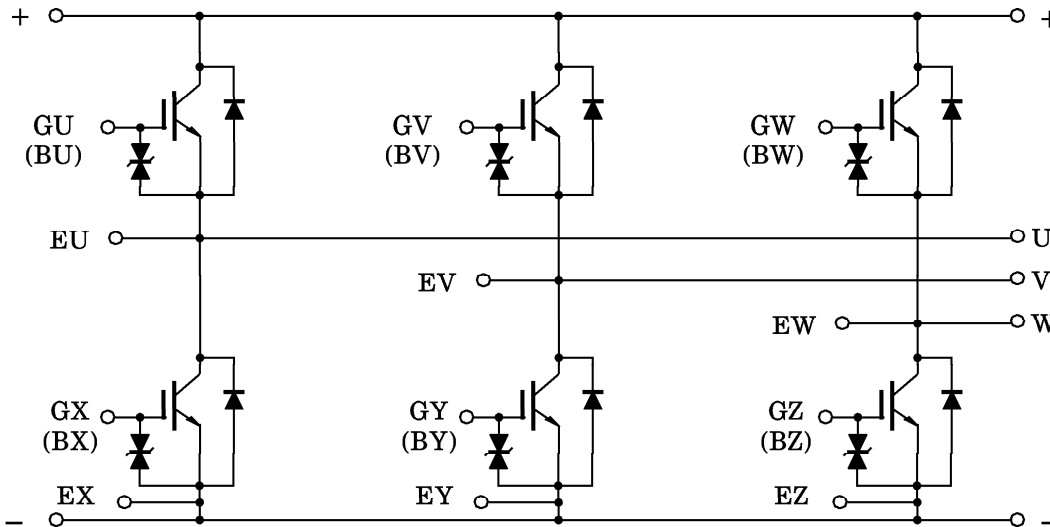 + +
GU GV GW
(BU) (BV) (BW)
EU U
EV V
EW W
GX GY GZ
(BX) (BY) (BZ)
EX EY EZ
− −